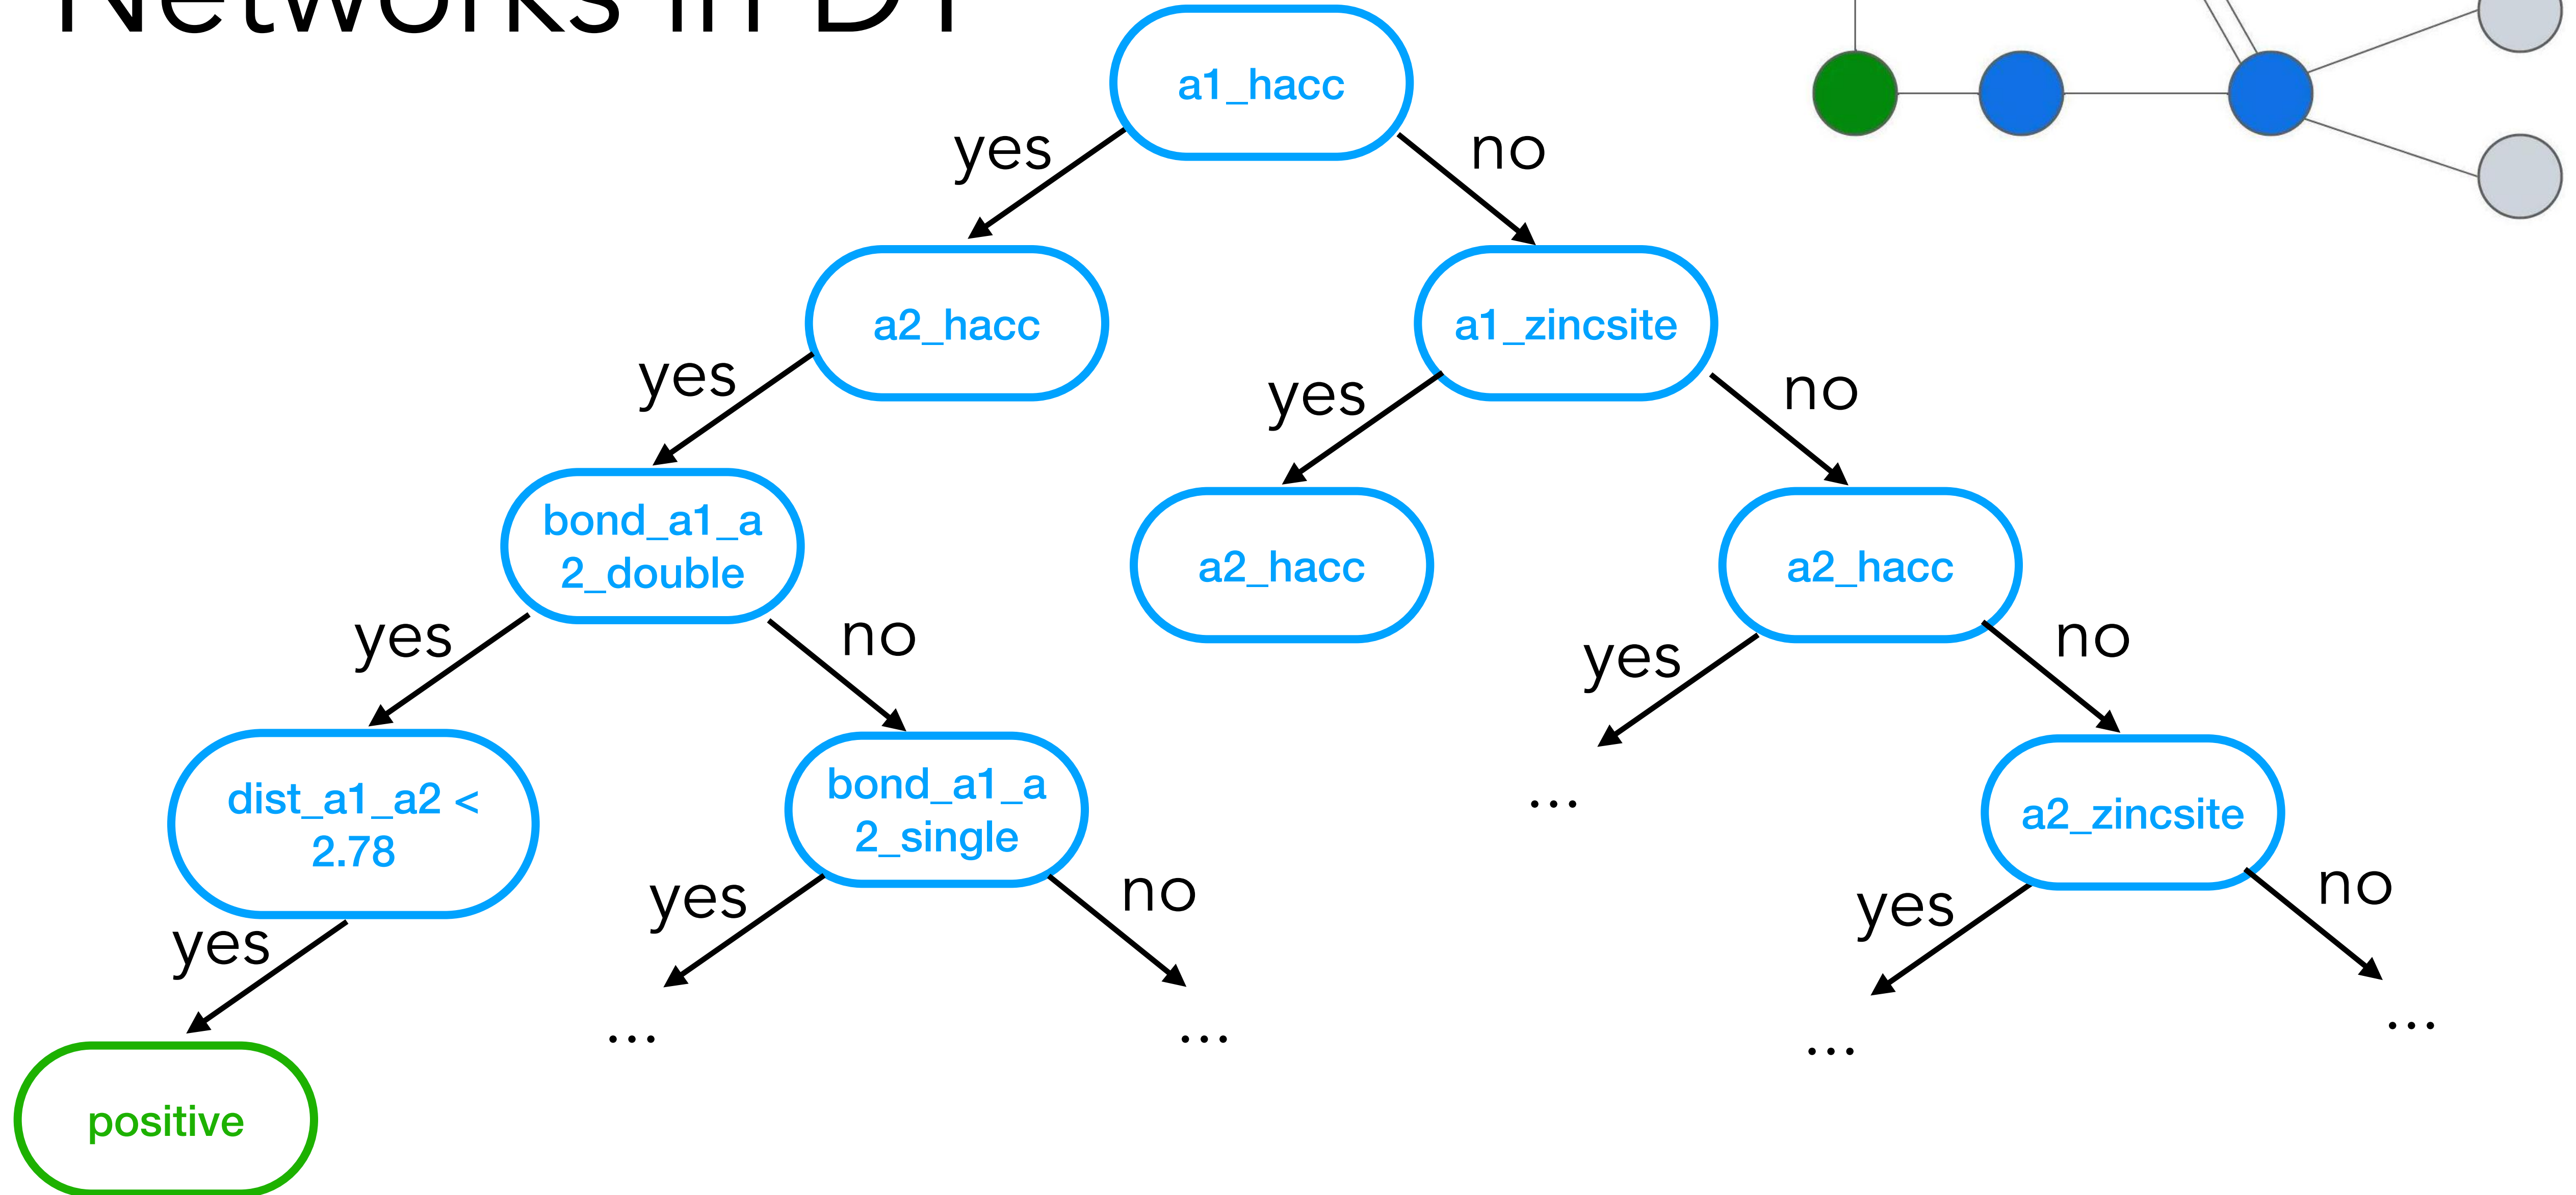 Networks in DT
a1_hacc
yes
no
a2_hacc
a1_zincsite
yes
yes
no
bond_a1_a
2_double
a2_hacc
a2_hacc
yes
no
yes
no
dist_a1_a2 <
2.78
bond_a1_a
2_single
...
a2_zincsite
yes
yes
no
yes
no
...
...
...
...
positive